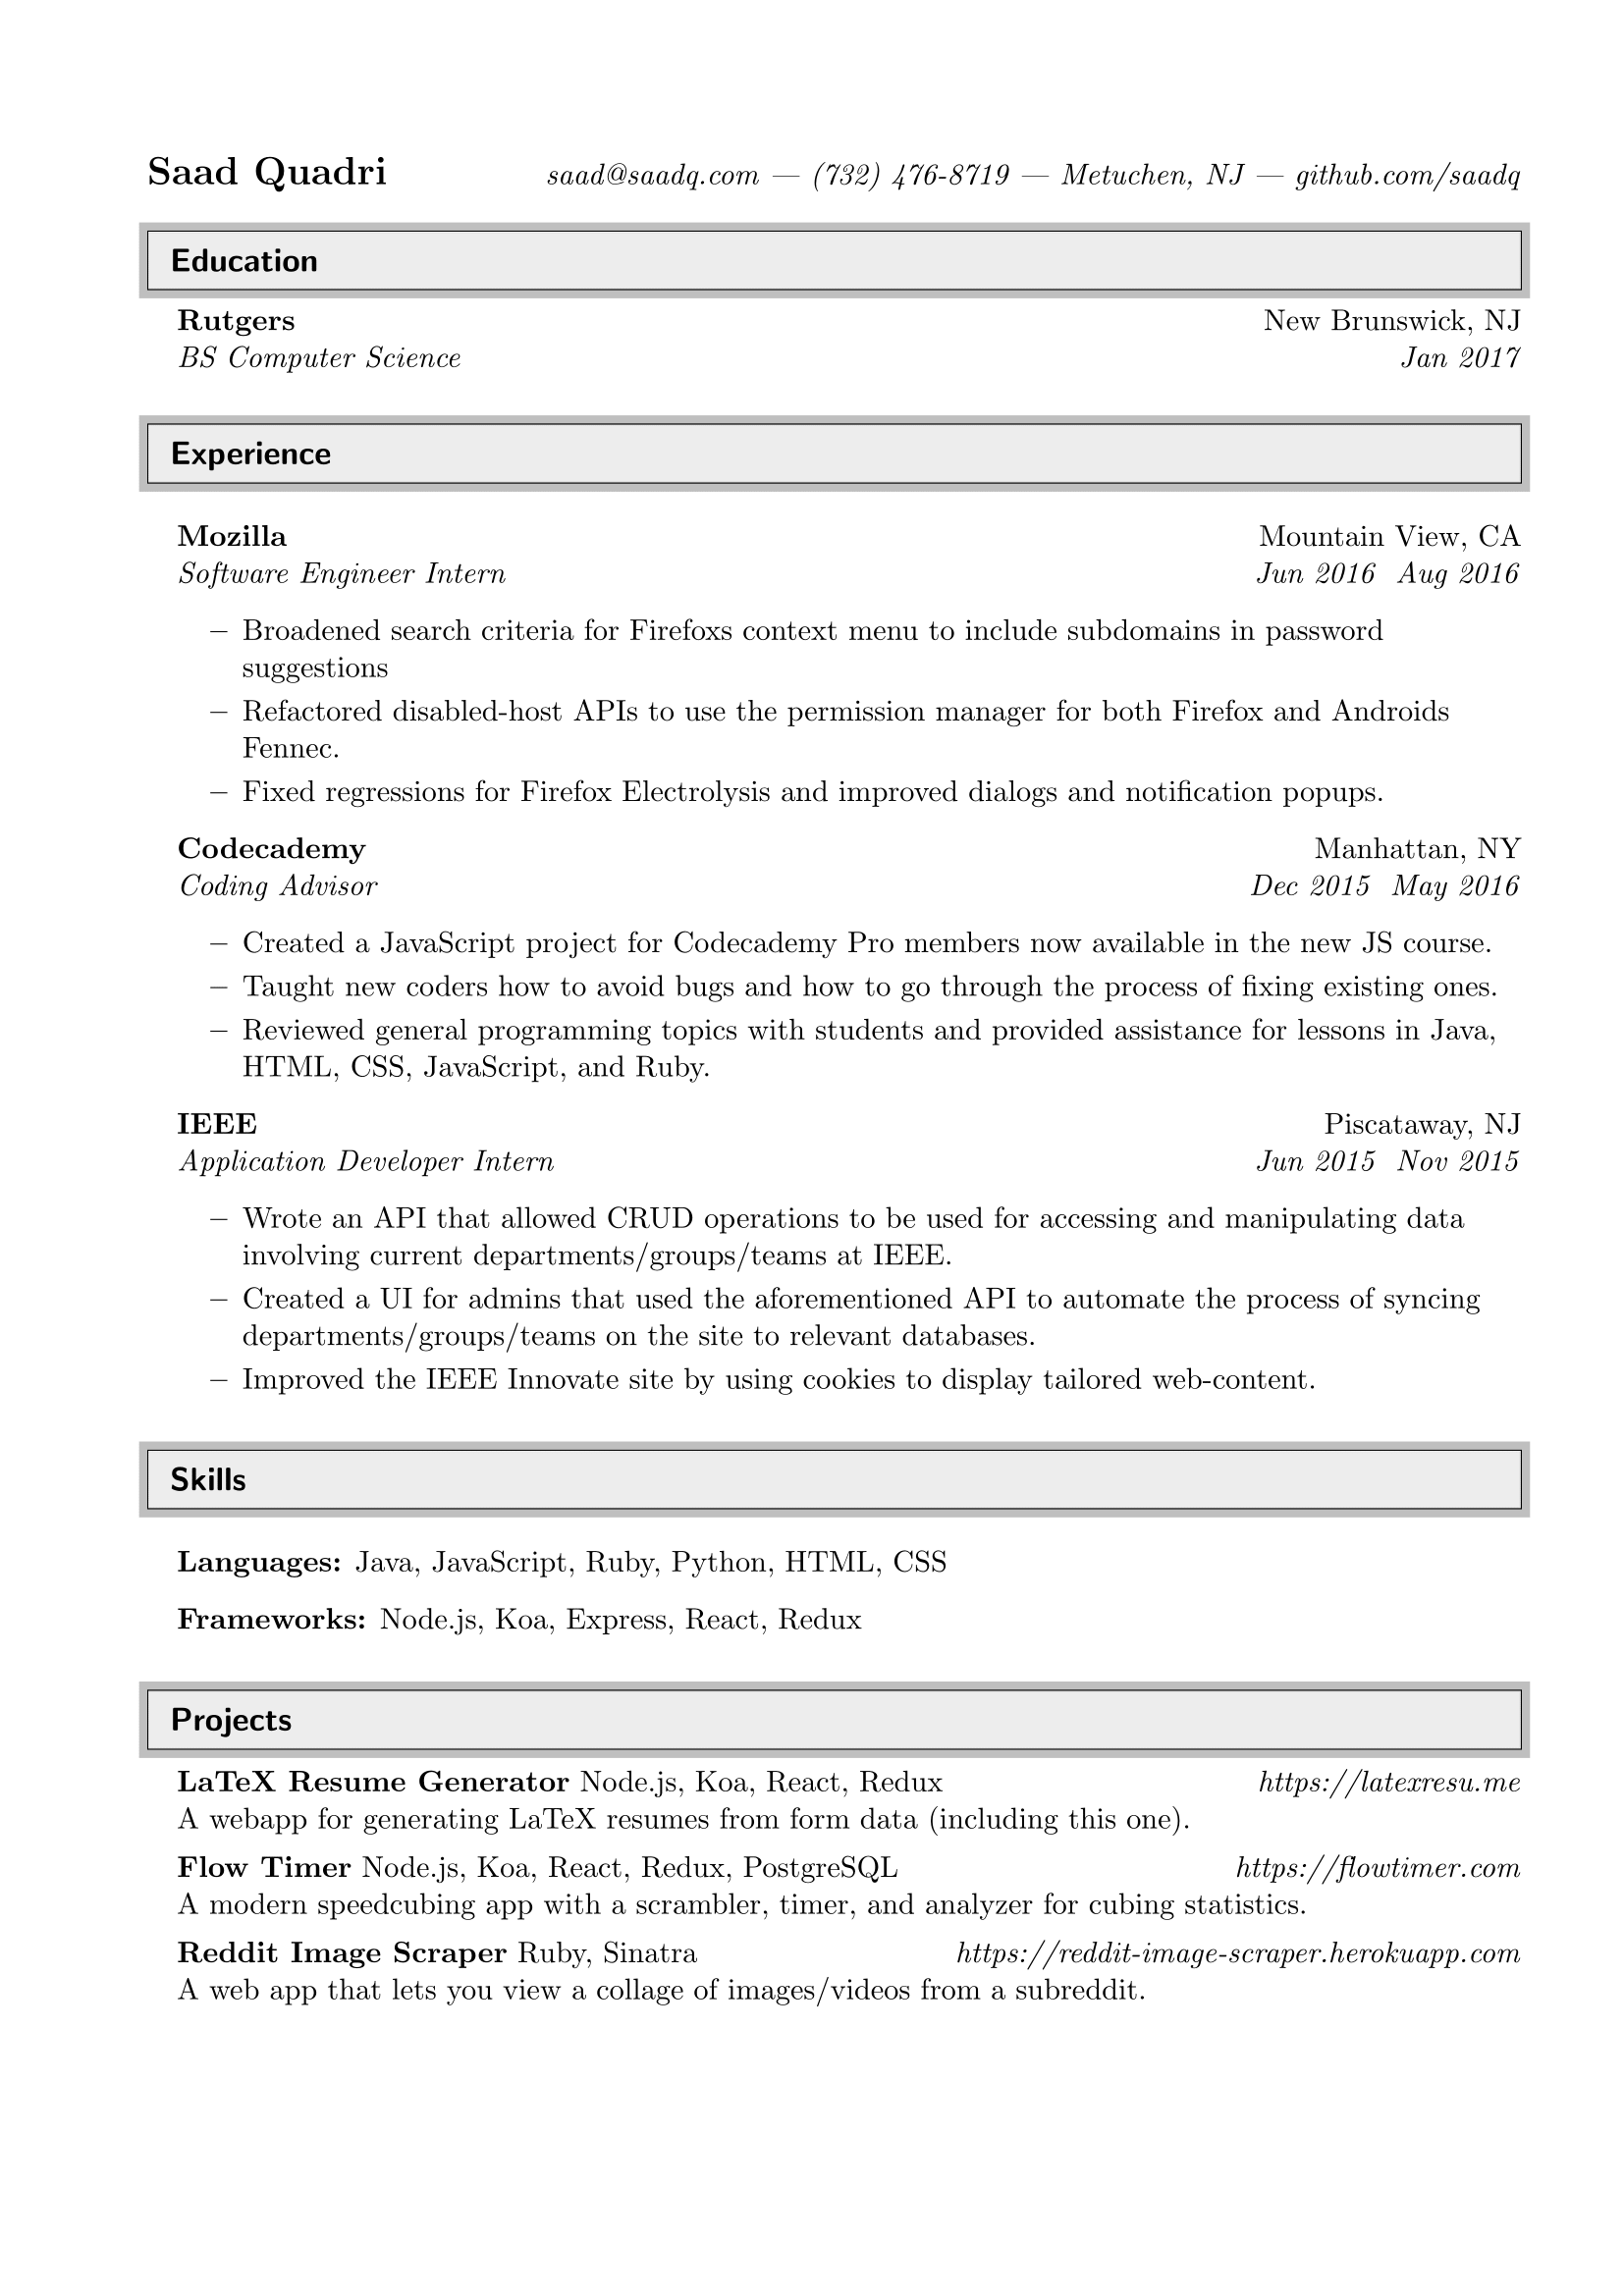 Saad Quadri saad@saadq.com — (732) 476-8719 — Metuchen, NJ — github.com/saadq
Education
Rutgers New Brunswick, NJ
BS Computer Science Jan 2017
Experience
Mozilla Mountain View, CA
Software Engineer Intern Jun 2016 Aug 2016
– Broadened search criteria for Firefoxs context menu to include subdomains in password
suggestions
– Refactored disabled-host APIs to use the permission manager for both Firefox and Androids
Fennec.
– Fixed regressions for Firefox Electrolysis and improved dialogs and notification popups.
Codecademy Manhattan, NY
Coding Advisor Dec 2015 May 2016
– Created a JavaScript project for Codecademy Pro members now available in the new JS course.
– Taught new coders how to avoid bugs and how to go through the process of fixing existing ones.
– Reviewed general programming topics with students and provided assistance for lessons in Java,
HTML, CSS, JavaScript, and Ruby.
IEEE Piscataway, NJ
Application Developer Intern Jun 2015 Nov 2015
– Wrote an API that allowed CRUD operations to be used for accessing and manipulating data
involving current departments/groups/teams at IEEE.
– Created a UI for admins that used the aforementioned API to automate the process of syncing
departments/groups/teams on the site to relevant databases.
– Improved the IEEE Innovate site by using cookies to display tailored web-content.
Skills
Languages: Java, JavaScript, Ruby, Python, HTML, CSS
Frameworks: Node.js, Koa, Express, React, Redux
Projects
LaTeX Resume Generator Node.js, Koa, React, Redux https://latexresu.me
A webapp for generating LaTeX resumes from form data (including this one).
Flow Timer Node.js, Koa, React, Redux, PostgreSQL https://flowtimer.com
A modern speedcubing app with a scrambler, timer, and analyzer for cubing statistics.
Reddit Image Scraper Ruby, Sinatra https://reddit-image-scraper.herokuapp.com
A web app that lets you view a collage of images/videos from a subreddit.